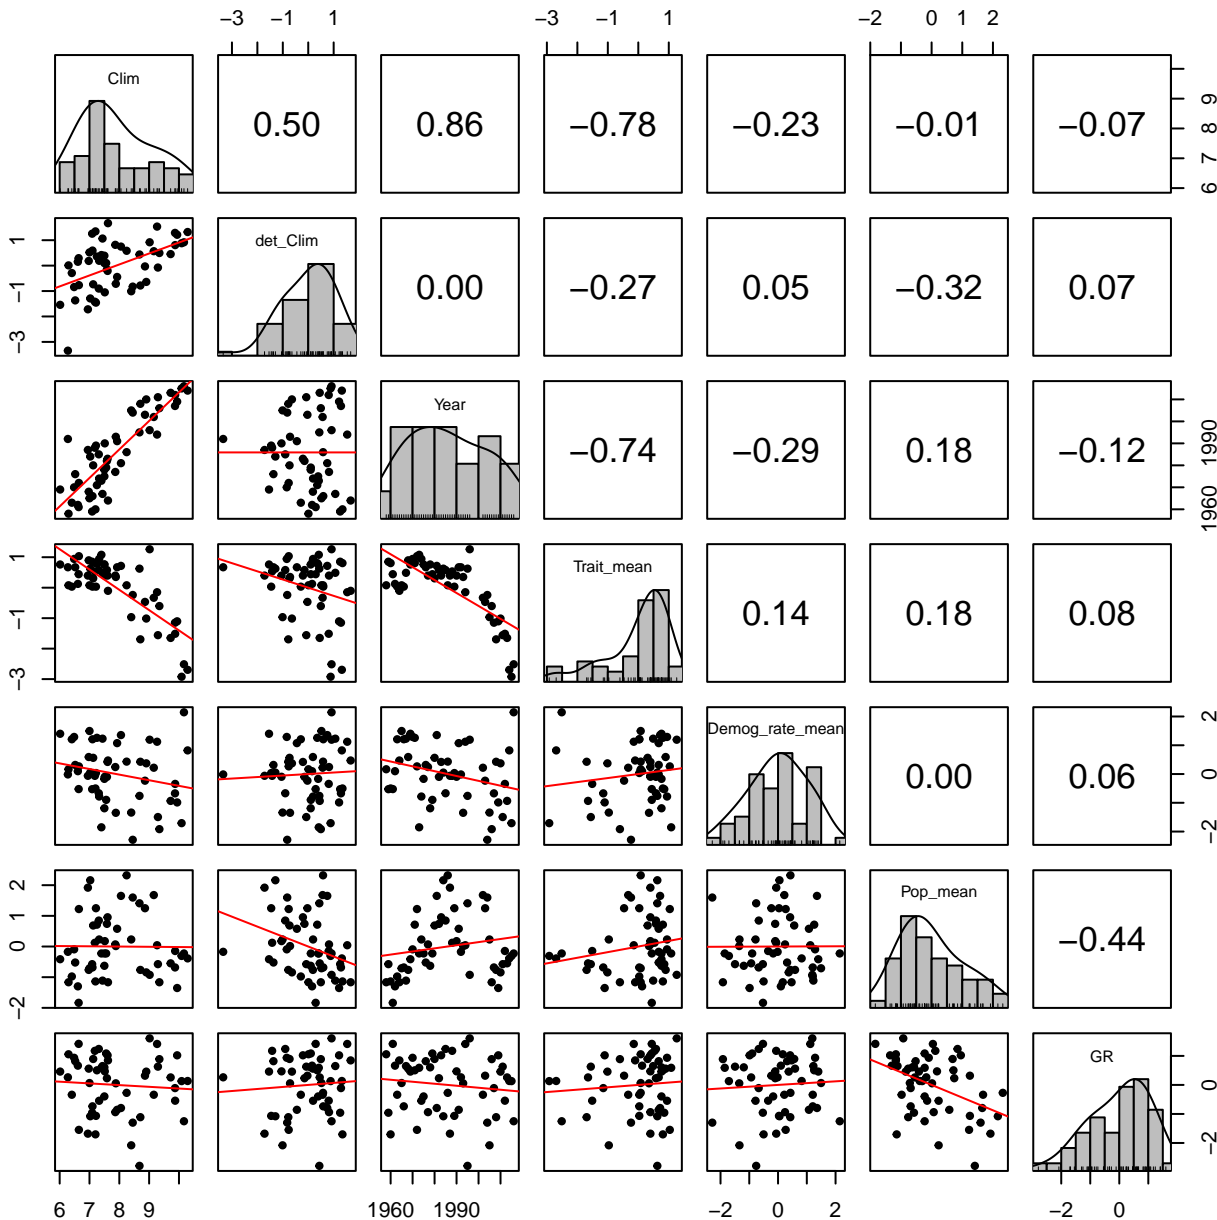 −3 −1 1 −3 −1 1 −2 0 2
Clim 0.50 0.86 −0.78 −0.23 −0.01 −0.07 6 7 8 9
−3 −1 1 det_Clim 0.00 −0.27 0.05 −0.32 0.07
Year −0.74 −0.29 0.18 −0.12 1960 1990
−3 −1 1 Trait_mean 0.14 0.18 0.08
Demog_rate_mean 0.00 0.06 −2 0 2
−2 0 1 2 Pop_mean −0.44
GR −2 0
6 7 8 9 1960 1990 −2 0 2 −2 0